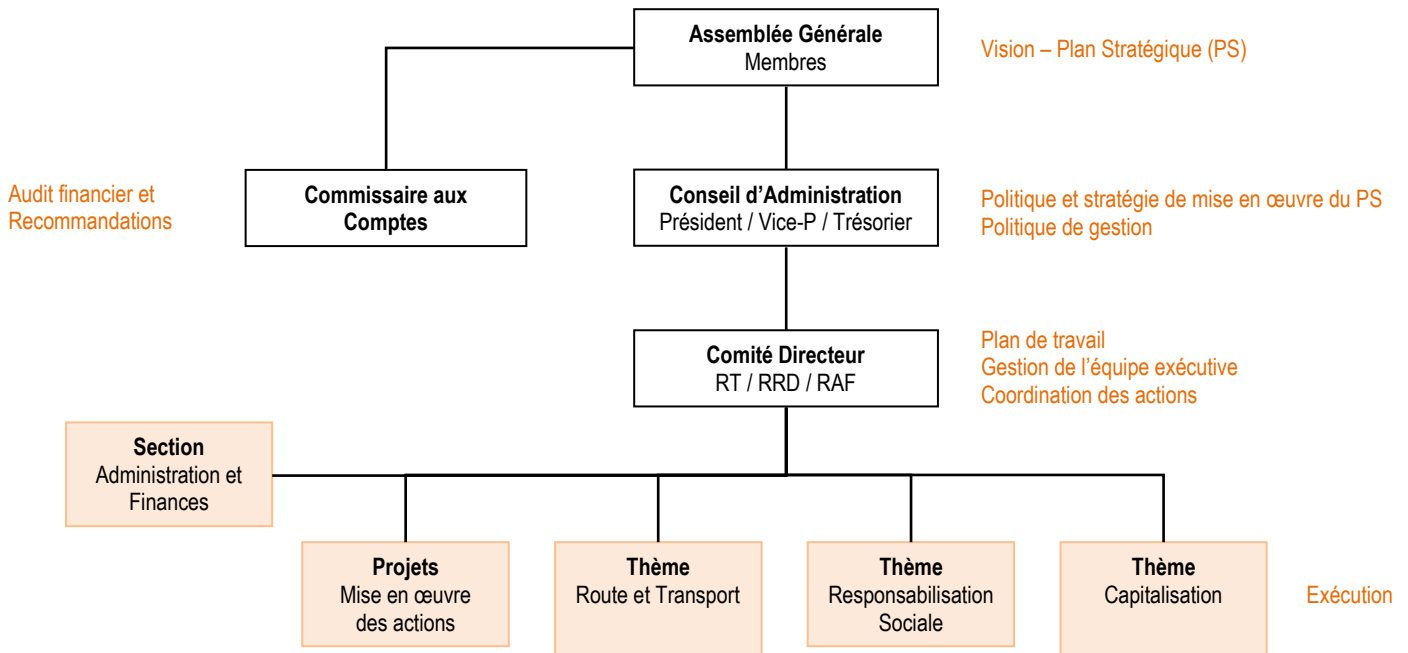 Assemblée Générale
Membres
Vision – Plan Stratégique (PS)
Audit financier et
Recommandations
Commissaire aux
Comptes
Conseil d’Administration
Président / Vice-P / Trésorier
Politique et stratégie de mise en œuvre du PS
Politique de gestion
Comité Directeur
RT / RRD / RAF
Plan de travail
Gestion de l’équipe exécutive
Coordination des actions
Section
Administration et
Finances
Projets
Mise en œuvre
des actions
Thème
Route et Transport
Thème
Responsabilisation
Sociale
Thème
Capitalisation
Exécution